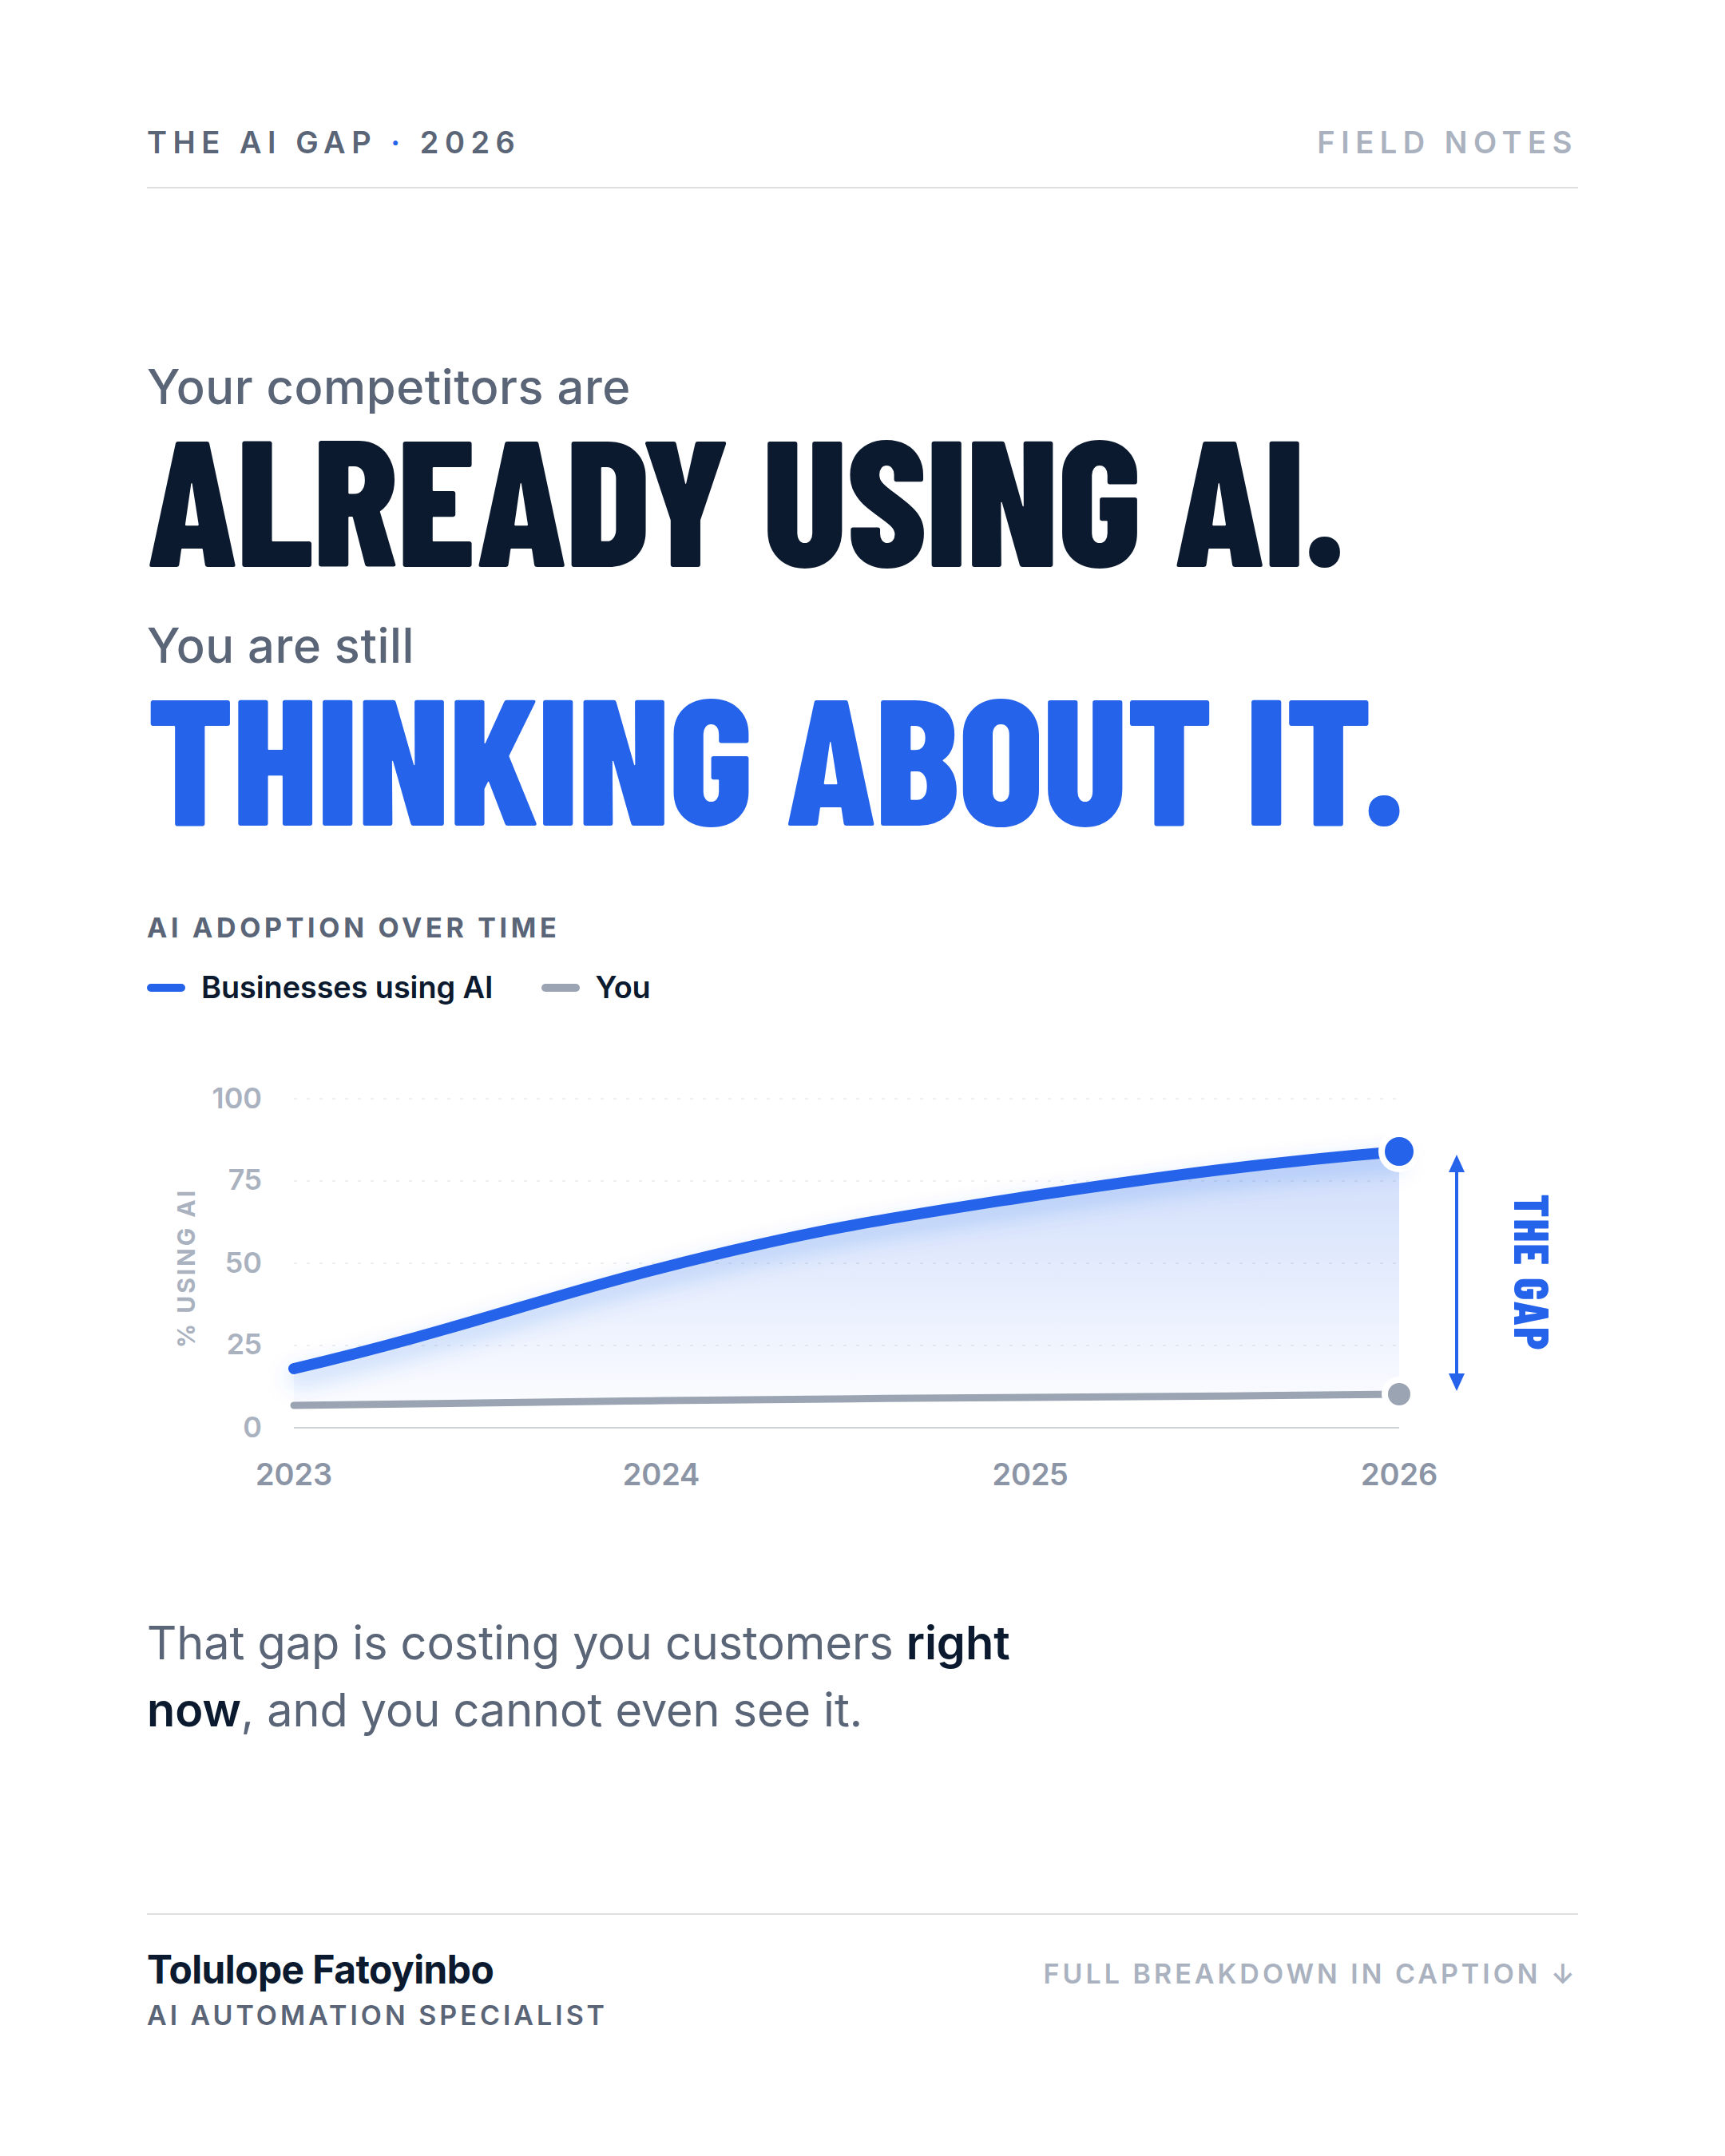 THE AI GAP · 2026
FIELD NOTES
Your competitors are
ALREADY USING AI.
You are still
THINKING ABOUT IT.
AI ADOPTION OVER TIME
Businesses using AI
You
100
75
50
25
0
% USING AI
THE GAP
2023
2024
2025
2026
That gap is costing you customers right
now, and you cannot even see it.
Tolulope Fatoyinbo
AI AUTOMATION SPECIALIST
FULL BREAKDOWN IN CAPTION ↓